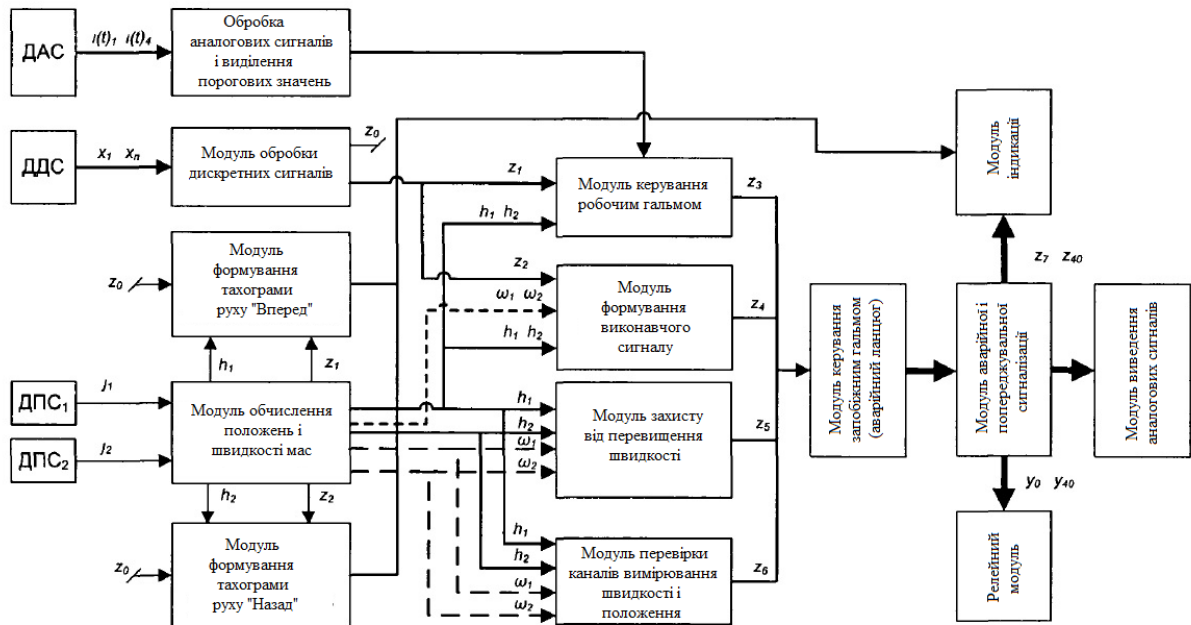 ДАС
i(t)₁ i(t)₄
Обробка
аналогових сигналів
і виділення
порогових значень
ДДС
x₁ xₙ
Модуль обробки
дискретних сигналів
z₀
z₁
h₁ h₂
Модуль керування
робочим гальмом
z₃
Модуль
індикації
z₀
Модуль
формування
тахограми
руху "Вперед"
z₂
ω₁ ω₂
h₁ h₂
Модуль
формування
виконавчого
сигналу
z₄
h₁
z₁
Модуль керування
запобіжним гальмом
(аварійний ланцюг)
z₇ z₄₀
Модуль аварійної і
попереджувальної
сигналізації
Модуль виведення
аналогових сигналів
ДПС₁
j₁
ДПС₂
j₂
Модуль обчислення
положень і
швидкості мас
h₁
h₂
ω₁
ω₂
Модуль захисту
від перевищення
швидкості
z₅
h₂
z₂
y₀ y₄₀
Релейний
модуль
z₀
Модуль
формування
тахограми
руху "Назад"
h₁
h₂
ω₁
ω₂
Модуль перевірки
каналів вимірювання
швидкості і
положення
z₆